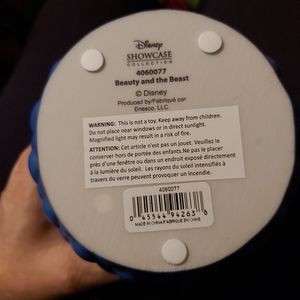 Disney
SHOWCASE
COLLECTION
4060077
Beauty and the Beast
© Disney
Produced by/Fabriqué par
Enesco, LLC.
WARNING: This is not a toy. Keep away from children.
Do not place near windows or in direct sunlight.
Magnified light may result in a fire.
ATTENTION: Cet article n'est pas un jouet. Veuillez le
conserver hors de portée des enfants. Ne pas le placer
près d'une fenêtre ou dans un endroit exposé directement
à la lumière du soleil. Les rayons du soleil intensifiés à
travers du verre peuvent provoquer un incendie.
4060077
0 45544 94263 8
MADE IN CHINA/FABRIQUÉ EN CHINE